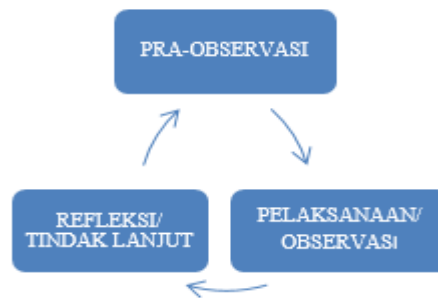 PRA-OBSERVASI
REFLEKSI/
TINDAK LANJUT
PELAKSANAAN/
OBSERVASI